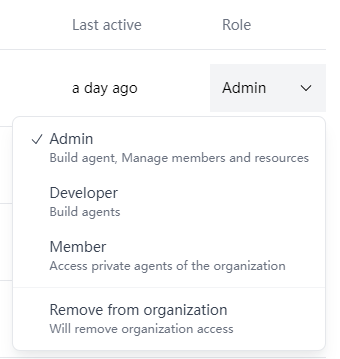 Last active Role
a day ago Admin
Admin
Build agent, Manage members and resources
Developer
Build agents
Member
Access private agents of the organization
Remove from organization
Will remove organization access